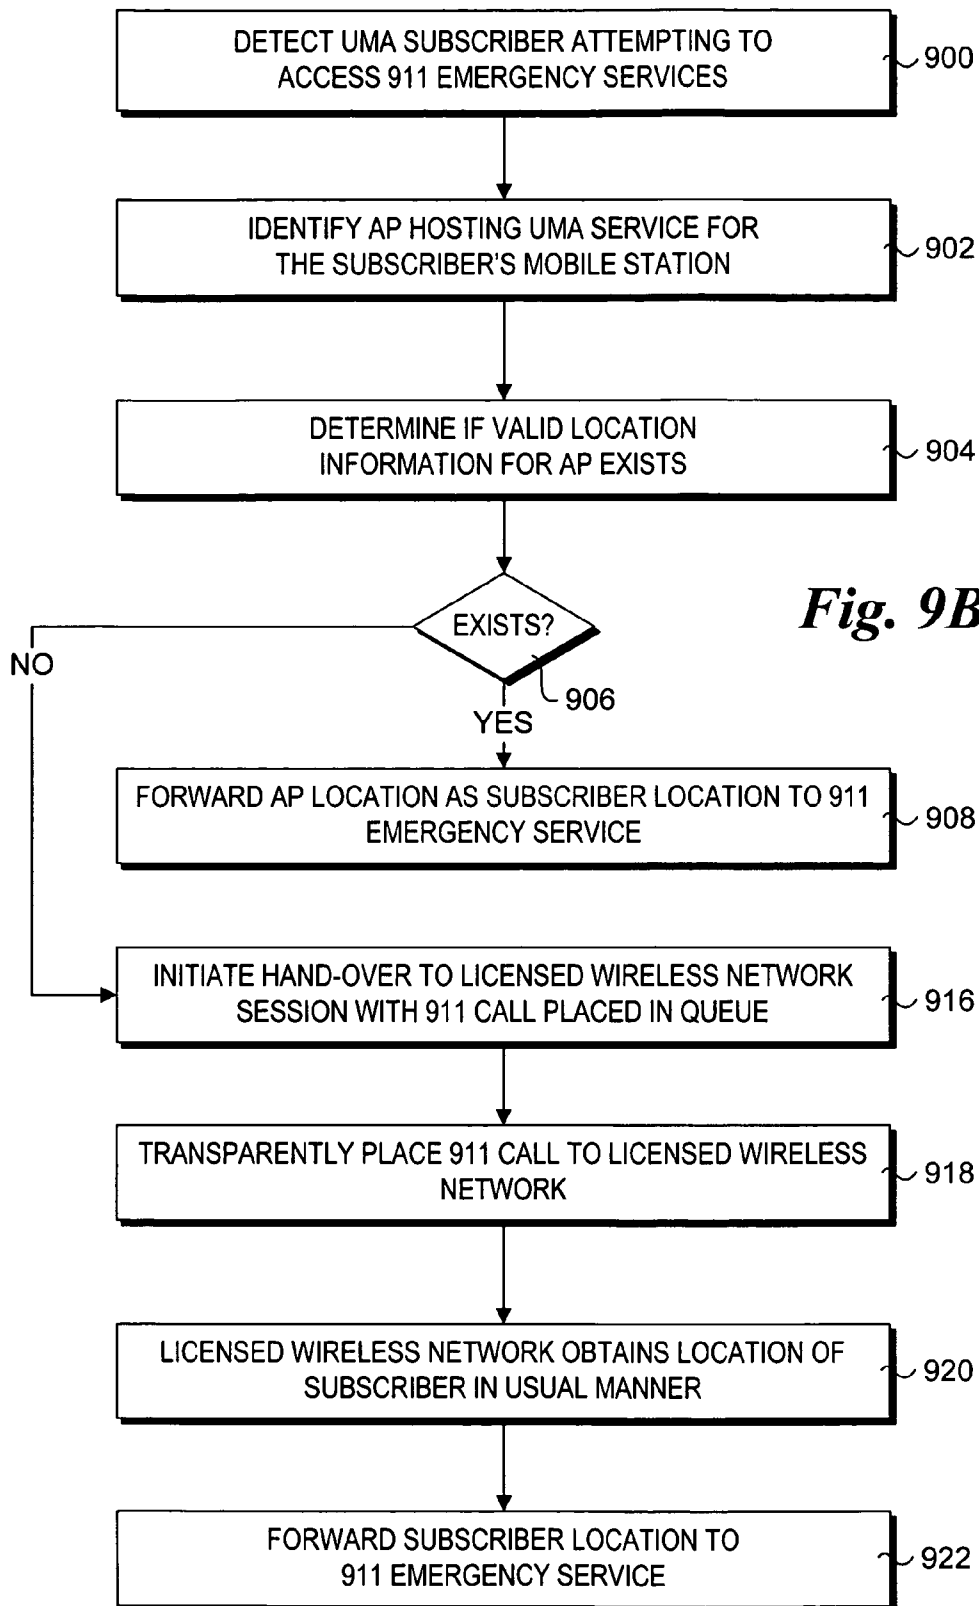 DETECT UMA SUBSCRIBER ATTEMPTING TO
ACCESS 911 EMERGENCY SERVICES
900
IDENTIFY AP HOSTING UMA SERVICE FOR
THE SUBSCRIBER'S MOBILE STATION
902
DETERMINE IF VALID LOCATION
INFORMATION FOR AP EXISTS
904
EXISTS?
Fig. 9B
NO
906
YES
FORWARD AP LOCATION AS SUBSCRIBER LOCATION TO 911
EMERGENCY SERVICE
908
INITIATE HAND-OVER TO LICENSED WIRELESS NETWORK
SESSION WITH 911 CALL PLACED IN QUEUE
916
TRANSPARENTLY PLACE 911 CALL TO LICENSED WIRELESS
NETWORK
918
LICENSED WIRELESS NETWORK OBTAINS LOCATION OF
SUBSCRIBER IN USUAL MANNER
920
FORWARD SUBSCRIBER LOCATION TO
911 EMERGENCY SERVICE
922